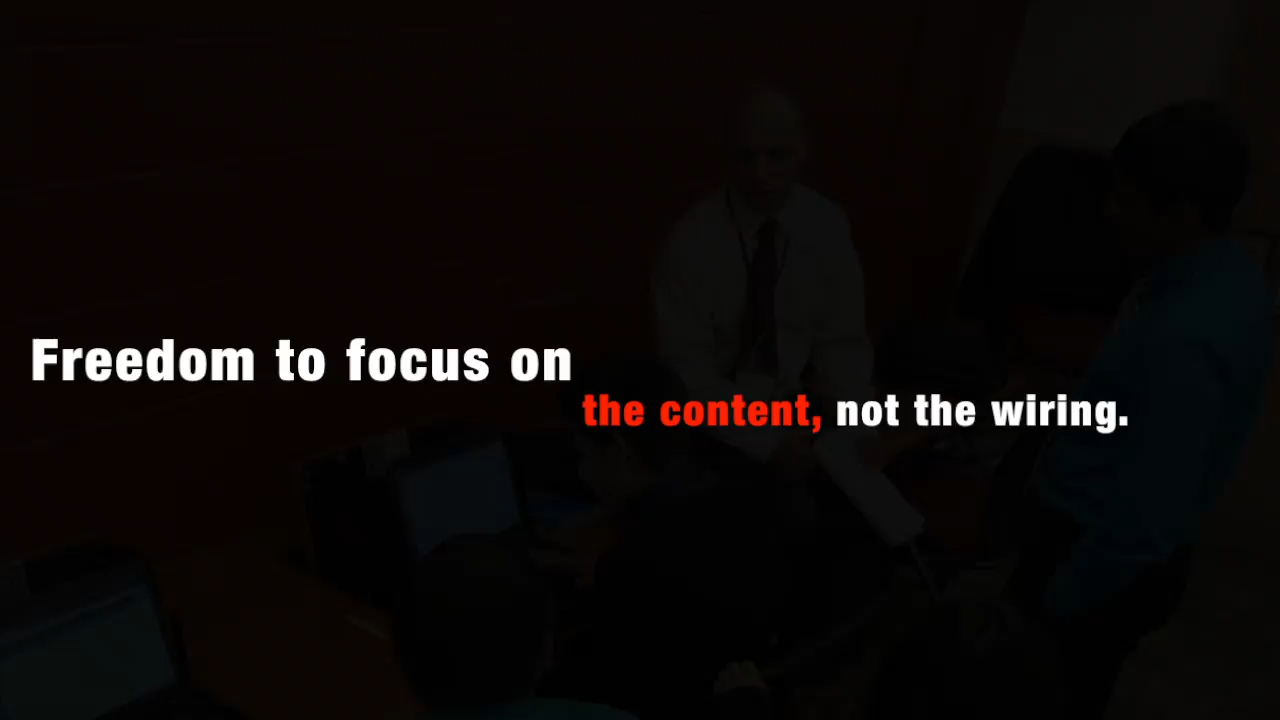 Freedom to focus on
the content, not the wiring.